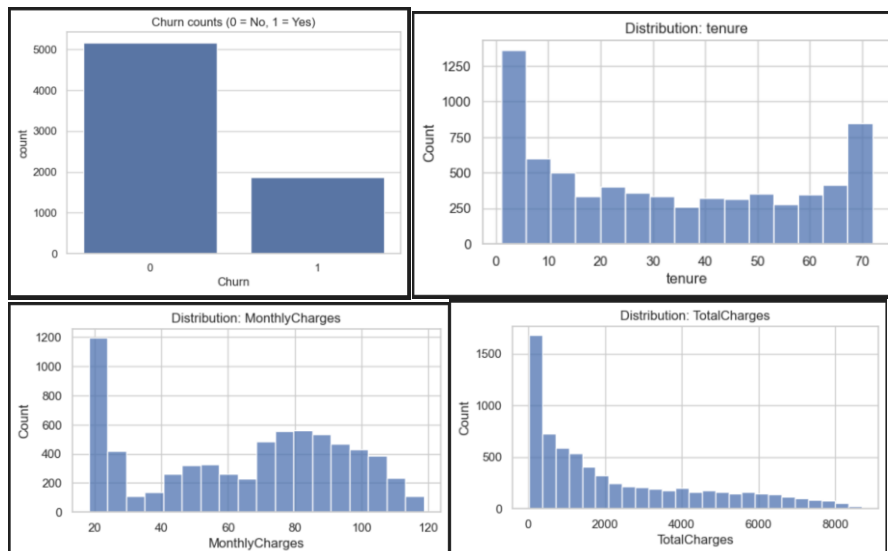 Churn counts (0 = No, 1 = Yes)
5000
4000
3000
2000
1000
0
count
0 1
Churn
Distribution: tenure
1250
1000
750
500
250
0
Count
0 10 20 30 40 50 60 70
tenure
Distribution: MonthlyCharges
1200
1000
800
600
400
200
0
Count
20 40 60 80 100 120
MonthlyCharges
Distribution: TotalCharges
1500
1000
500
0
Count
0 2000 4000 6000 8000
TotalCharges